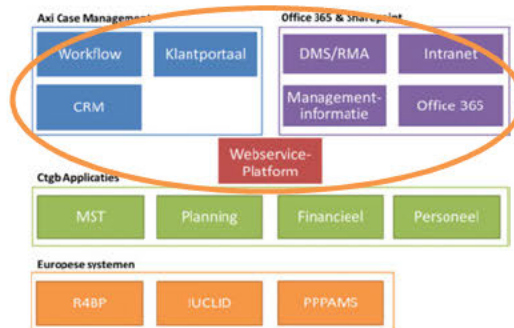 Axi Case Management
Office 365 & Sharepoint
Workflow
Klantportaal
DMS/RMA
Intranet
CRM
Management-
informatie
Office 365
Webservice-
Platform
Ctgb Applicaties
MST
Planning
Financieel
Personeel
Europese systemen
R4BP
IUCLID
PPPAMS